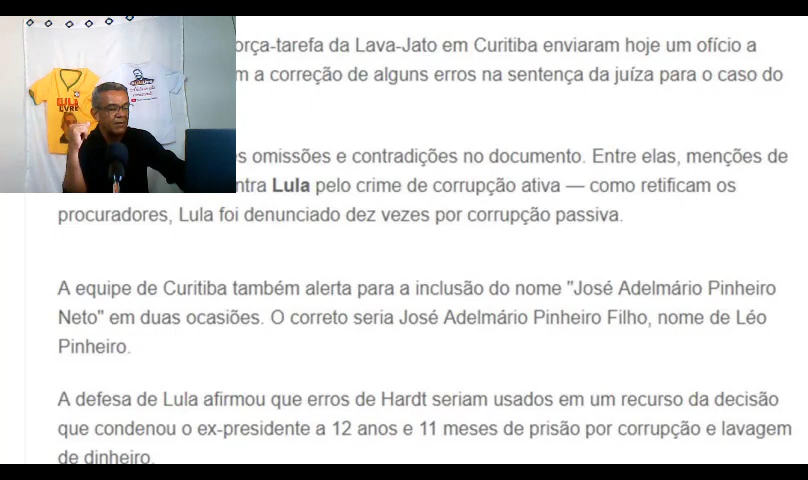 LULA
LIVRE
orça-tarefa da Lava-Jato em Curitiba enviaram hoje um ofício a
m a correção de alguns erros na sentença da juíza para o caso do
s omissões e contradições no documento. Entre elas, menções de
ntra Lula pelo crime de corrupção ativa — como retificam os
procuradores, Lula foi denunciado dez vezes por corrupção passiva.
A equipe de Curitiba também alerta para a inclusão do nome "José Adelmário Pinheiro
Neto" em duas ocasiões. O correto seria José Adelmário Pinheiro Filho, nome de Léo
Pinheiro.
A defesa de Lula afirmou que erros de Hardt seriam usados em um recurso da decisão
que condenou o ex-presidente a 12 anos e 11 meses de prisão por corrupção e lavagem
de dinheiro.